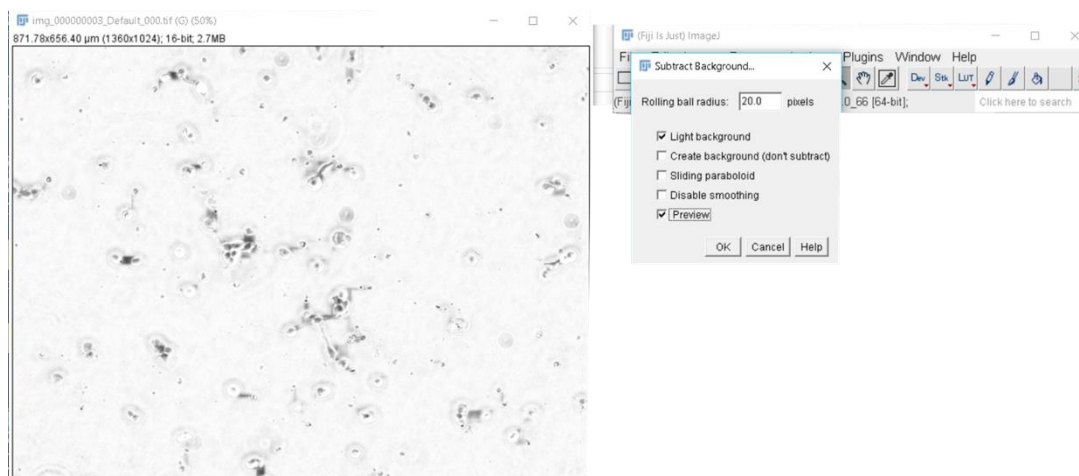 img_000000003_Default_000.tif (G) (50%)
871.78x656.40 µm (1360x1024); 16-bit; 2.7MB
(Fiji Is Just) ImageJ
Plugins Window Help
Dev Stk LUT
.0_66 [64-bit];
Click here to search
Subtract Background...
Rolling ball radius: 20.0 pixels
Light background
Create background (don't subtract)
Sliding paraboloid
Disable smoothing
Preview
OK Cancel Help